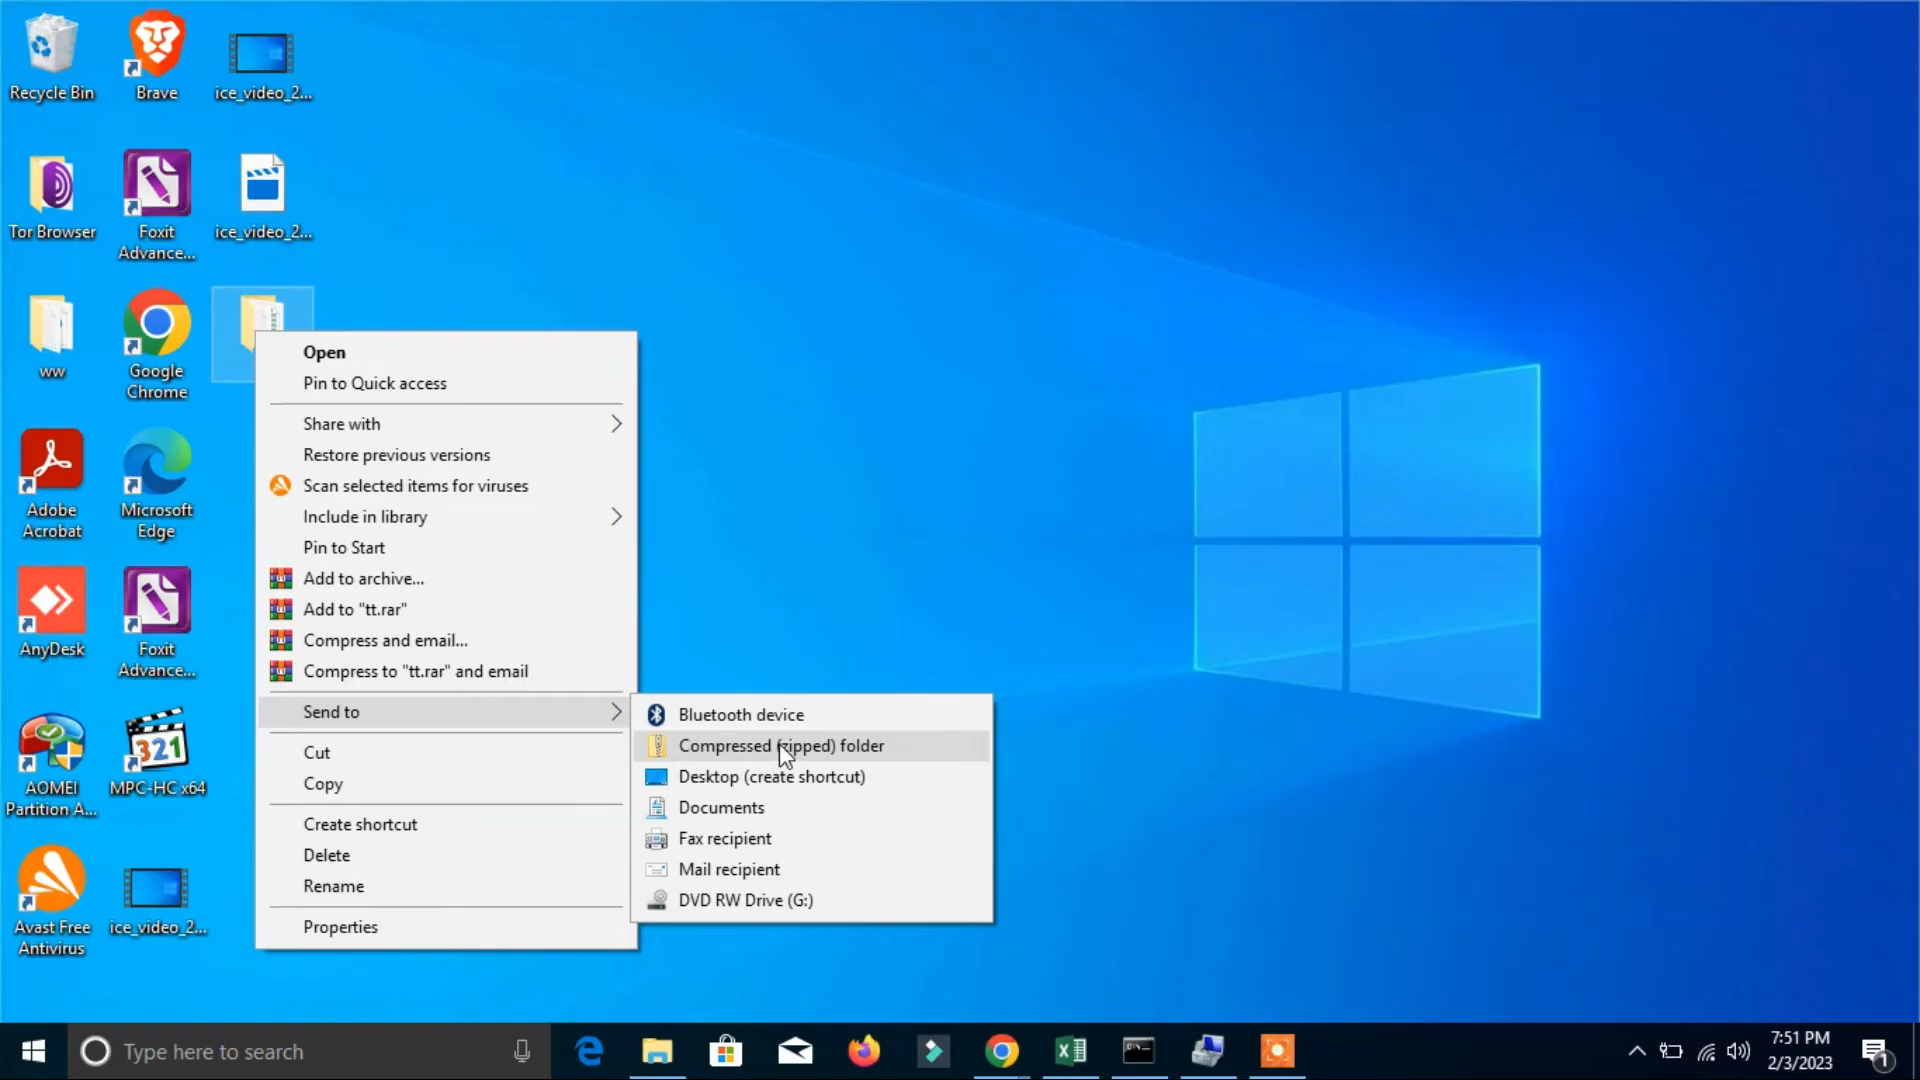 Recycle Bin
Brave
ice_video_2...
Tor Browser
Foxit
Advance...
ice_video_2...
ww
Google
Chrome
Adobe
Acrobat
Microsoft
Edge
AnyDesk
Foxit
Advance...
AOMEI
Partition A...
321
MPC-HC x64
Avast Free
Antivirus
ice_video_2...
Open
Pin to Quick access
Share with
Restore previous versions
Scan selected items for viruses
Include in library
Pin to Start
Add to archive...
Add to "tt.rar"
Compress and email...
Compress to "tt.rar" and email
Send to
Cut
Copy
Create shortcut
Delete
Rename
Properties
Bluetooth device
Compressed (zipped) folder
Desktop (create shortcut)
Documents
Fax recipient
Mail recipient
DVD RW Drive (G:)
Type here to search
7:51 PM
2/3/2023
1